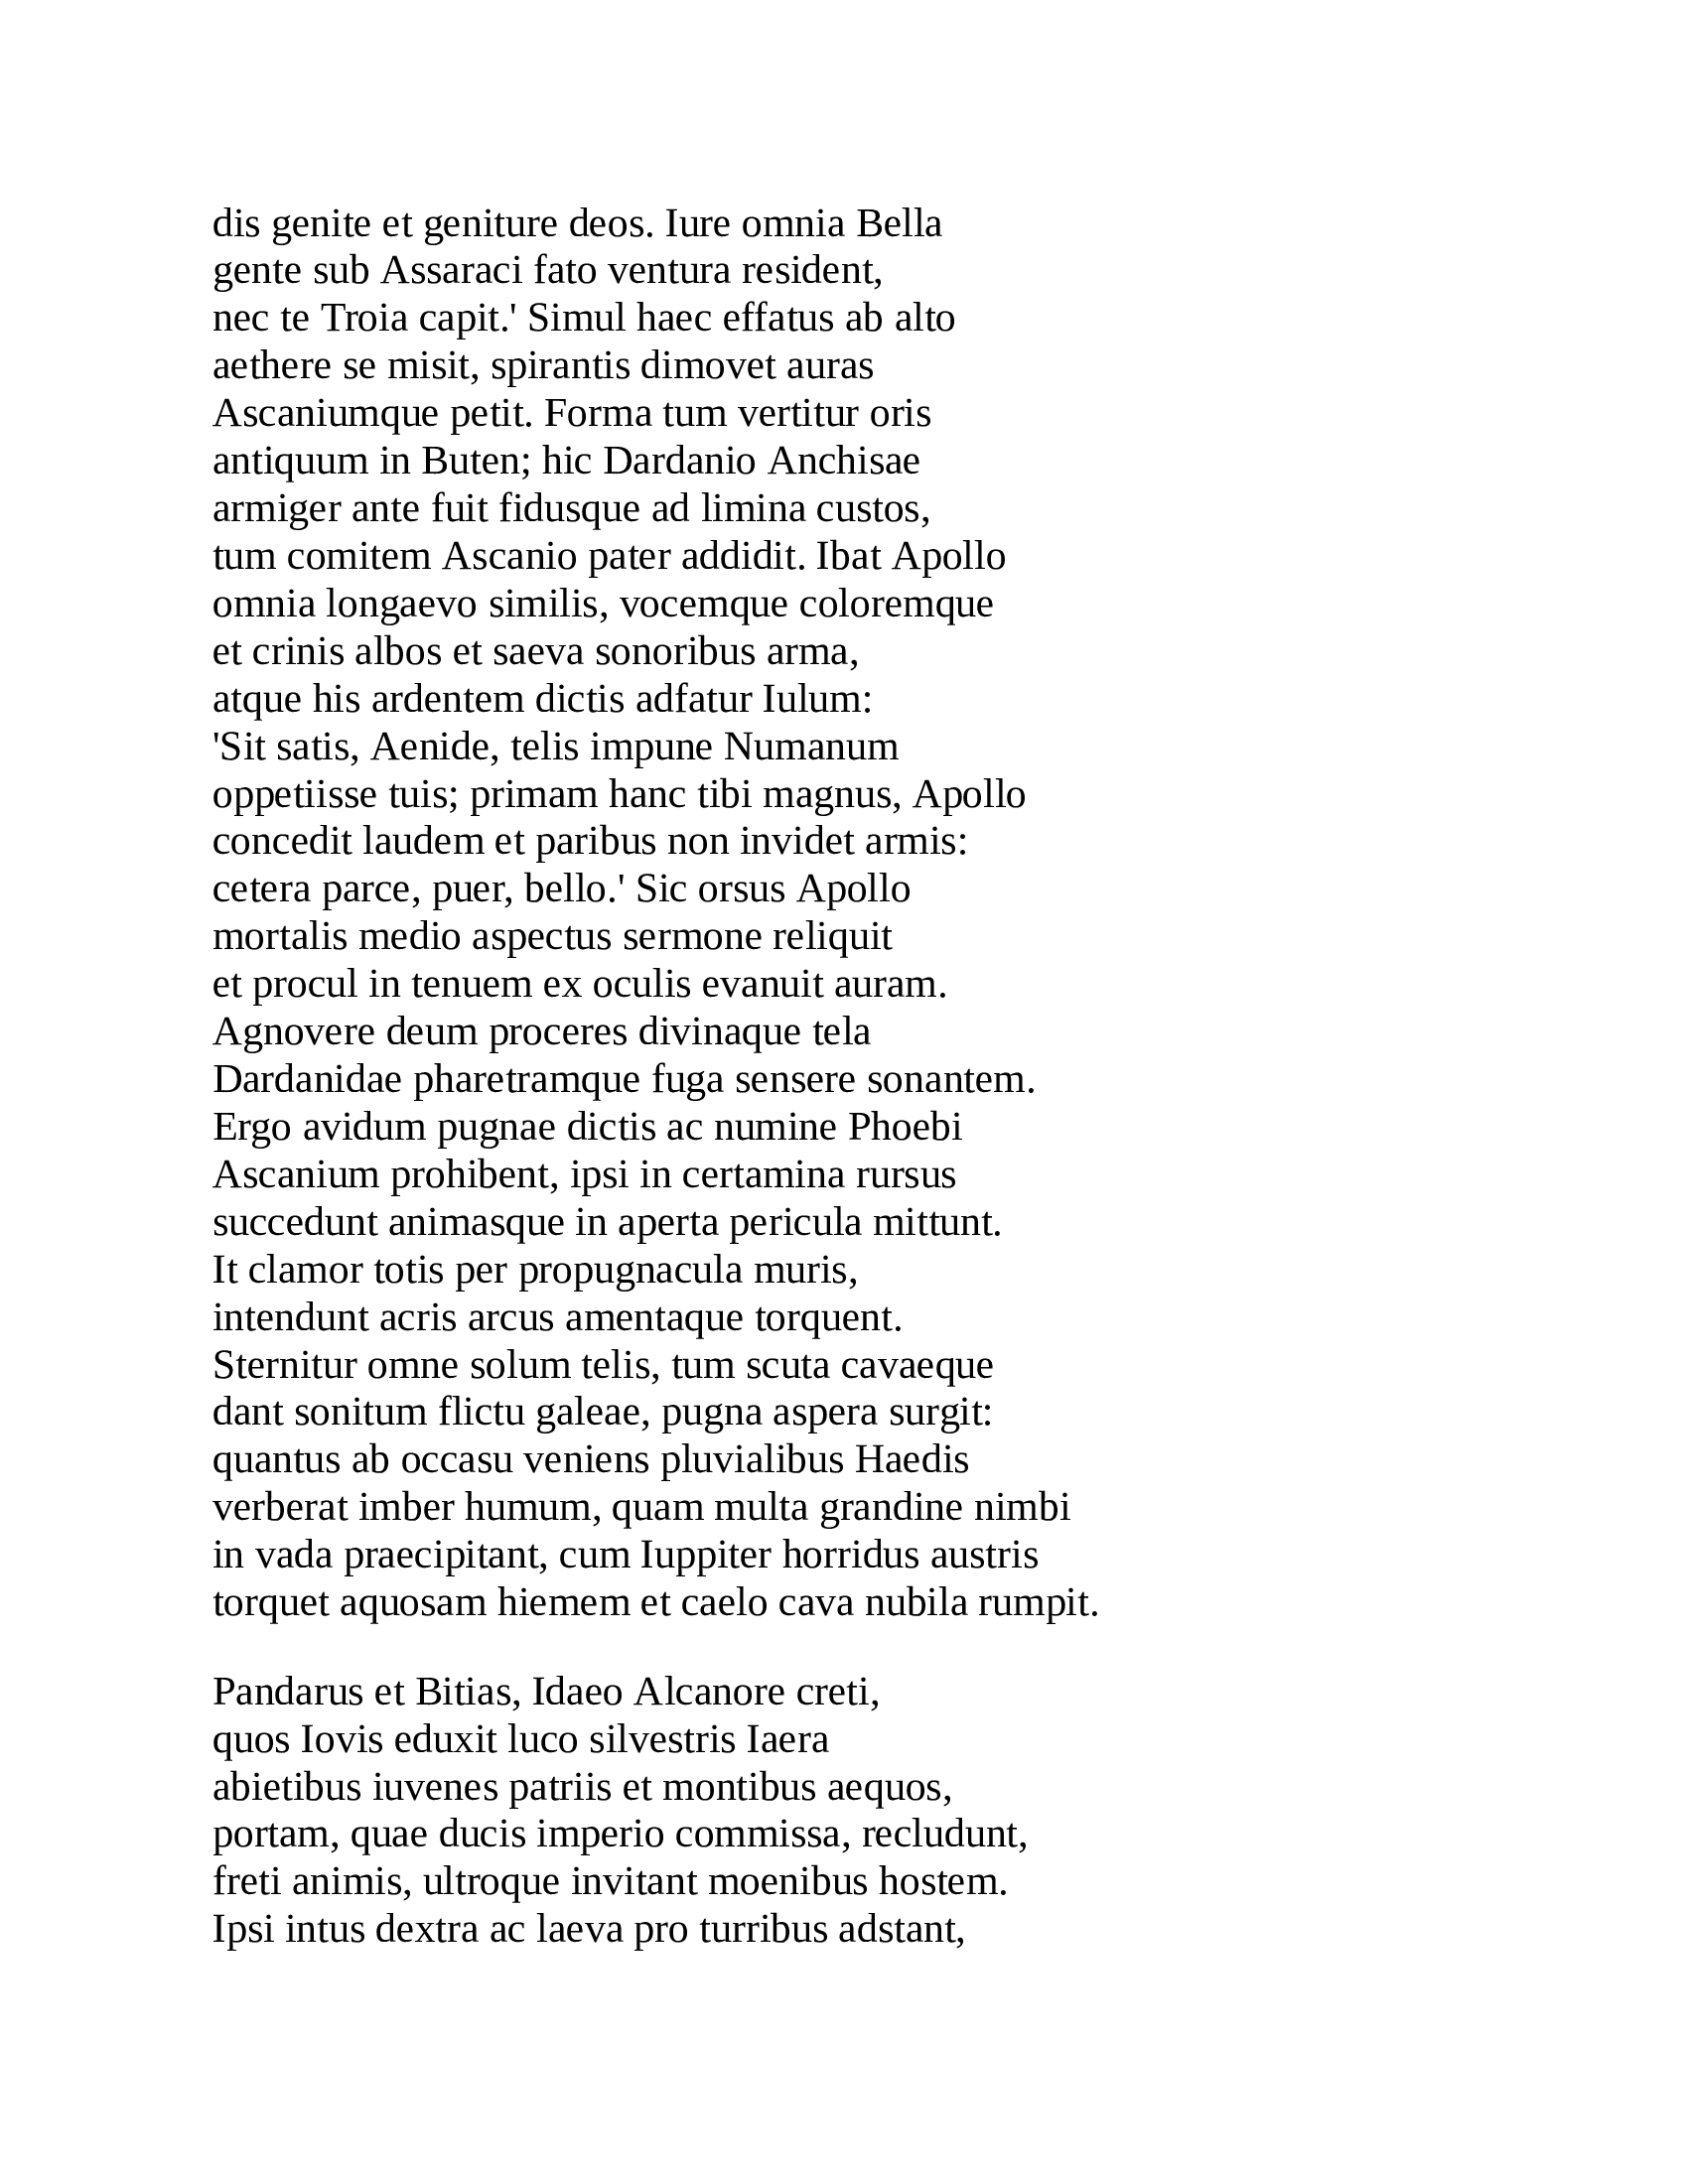 dis genite et geniture deos. Iure omnia Bella
gente sub Assaraci fato ventura resident,
nec te Troia capit.' Simul haec effatus ab alto
aethere se misit, spirantis dimovet auras
Ascaniumque petit. Forma tum vertitur oris
antiquum in Buten; hic Dardanio Anchisae
armiger ante fuit fidusque ad limina custos,
tum comitem Ascanio pater addidit. Ibat Apollo
omnia longaevo similis, vocemque coloremque
et crinis albos et saeva sonoribus arma,
atque his ardentem dictis adfatur Iulum:
'Sit satis, Aenide, telis impune Numanum
oppetiisse tuis; primam hanc tibi magnus, Apollo
concedit laudem et paribus non invidet armis:
cetera parce, puer, bello.' Sic orsus Apollo
mortalis medio aspectus sermone reliquit
et procul in tenuem ex oculis evanuit auram.
Agnovere deum proceres divinaque tela
Dardanidae pharetramque fuga sensere sonantem.
Ergo avidum pugnae dictis ac numine Phoebi
Ascanium prohibent, ipsi in certamina rursus
succedunt animasque in aperta pericula mittunt.
It clamor totis per propugnacula muris,
intendunt acris arcus amentaque torquent.
Sternitur omne solum telis, tum scuta cavaeque
dant sonitum flictu galeae, pugna aspera surgit:
quantus ab occasu veniens pluvialibus Haedis
verberat imber humum, quam multa grandine nimbi
in vada praecipitant, cum Iuppiter horridus austris
torquet aquosam hiemem et caelo cava nubila rumpit.
Pandarus et Bitias, Idaeo Alcanore creti,
quos Iovis eduxit luco silvestris Iaera
abietibus iuvenes patriis et montibus aequos,
portam, quae ducis imperio commissa, recludunt,
freti animis, ultroque invitant moenibus hostem.
Ipsi intus dextra ac laeva pro turribus adstant,